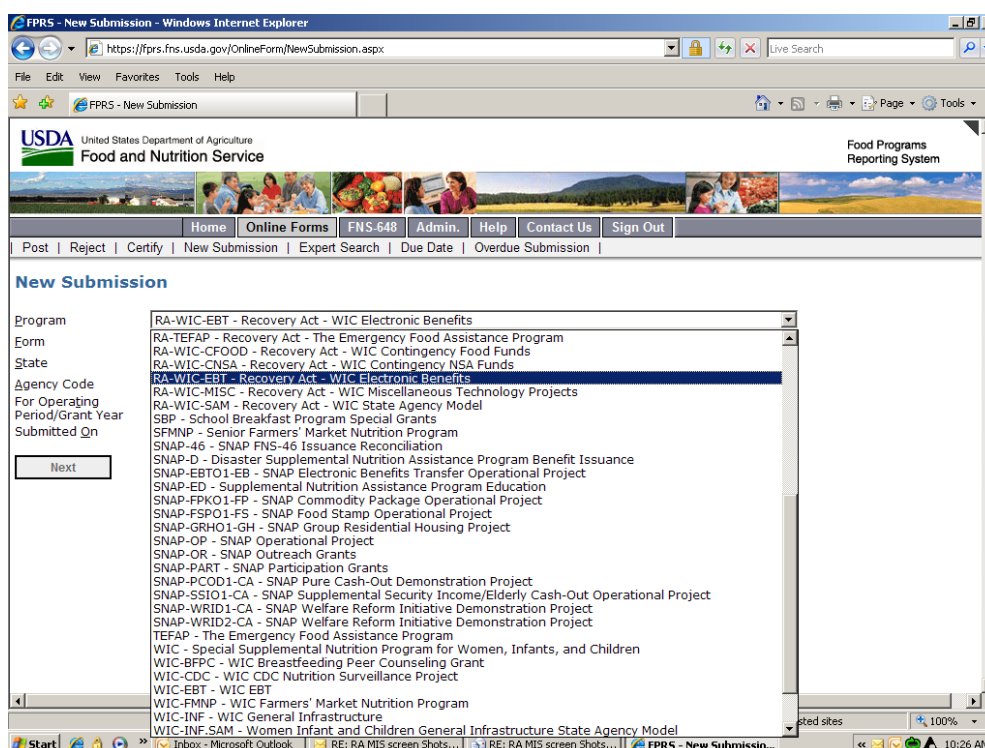 FPRS - New Submission - Windows Internet Explorer
https://fprs.fns.usda.gov/OnlineForm/NewSubmission.aspx
Live Search
File Edit View Favorites Tools Help
FPRS - New Submission
Page Tools
USDA United States Department of Agriculture
Food and Nutrition Service
Food Programs
Reporting System
Home Online Forms FNS-648 Admin. Help Contact Us Sign Out
| Post | Reject | Certify | New Submission | Expert Search | Due Date | Overdue Submission |
New Submission
Program RA-WIC-EBT - Recovery Act - WIC Electronic Benefits
Form
State
Agency Code
For Operating
Period/Grant Year
Submitted On
Next
RA-TEFAP - Recovery Act - The Emergency Food Assistance Program
RA-WIC-CFOOD - Recovery Act - WIC Contingency Food Funds
RA-WIC-CNSA - Recovery Act - WIC Contingency NSA Funds
RA-WIC-EBT - Recovery Act - WIC Electronic Benefits
RA-WIC-MISC - Recovery Act - WIC Miscellaneous Technology Projects
RA-WIC-SAM - Recovery Act - WIC State Agency Model
SBP - School Breakfast Program Special Grants
SFMNP - Senior Farmers' Market Nutrition Program
SNAP-46 - SNAP FNS-46 Issuance Reconciliation
SNAP-D - Disaster Supplemental Nutrition Assistance Program Benefit Issuance
SNAP-EBTO1-EB - SNAP Electronic Benefits Transfer Operational Project
SNAP-ED - Supplemental Nutrition Assistance Program Education
SNAP-FPKO1-FP - SNAP Commodity Package Operational Project
SNAP-FSPO1-FS - SNAP Food Stamp Operational Project
SNAP-GRHO1-GH - SNAP Group Residential Housing Project
SNAP-OP - SNAP Operational Project
SNAP-OR - SNAP Outreach Grants
SNAP-PART - SNAP Participation Grants
SNAP-PCOD1-CA - SNAP Pure Cash-Out Demonstration Project
SNAP-SSIO1-CA - SNAP Supplemental Security Income/Elderly Cash-Out Operational Project
SNAP-WRID1-CA - SNAP Welfare Reform Initiative Demonstration Project
SNAP-WRID2-CA - SNAP Welfare Reform Initiative Demonstration Project
TEFAP - The Emergency Food Assistance Program
WIC - Special Supplemental Nutrition Program for Women, Infants, and Children
WIC-BFPC - WIC Breastfeeding Peer Counseling Grant
WIC-CDC - WIC CDC Nutrition Surveillance Project
WIC-EBT - WIC EBT
WIC-FMNP - WIC Farmers' Market Nutrition Program
WIC-INF - WIC General Infrastructure
WIC-INF.SAM - Women Infant and Children General Infrastructure State Agency Model
sted sites 100%
Start Inbox - Microsoft Outlook RE: RA MIS screen Shots... RE: RA MIS screen Shots... FPRS - New Submissio... 10:26 AM